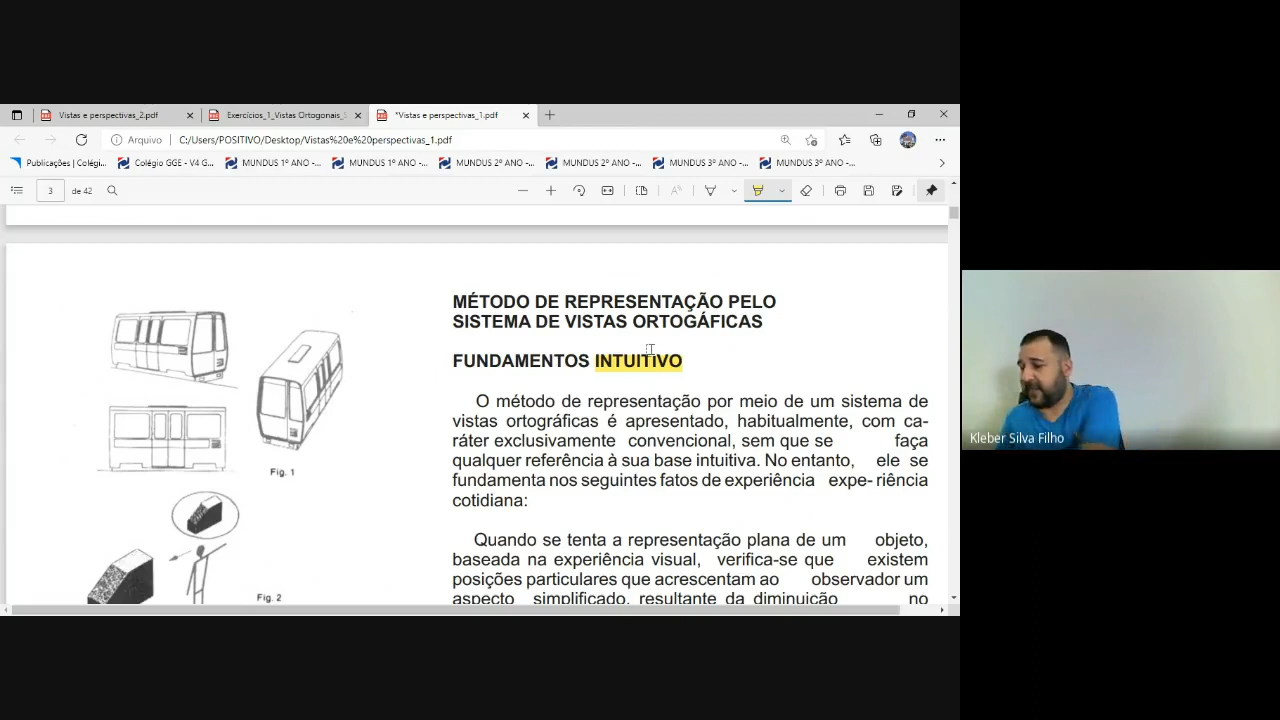 Vistas e perspectivas_2.pdf
Exercícios_1_Vistas Ortogonais_
*Vistas e perspectivas_1.pdf
Arquivo
C:/Users/POSITIVO/Desktop/Vistas%20e%20perspectivas_1.pdf
Publicações | Colégi...
Colégio GGE - V4 G...
MUNDUS 1º ANO -...
MUNDUS 1º ANO -...
MUNDUS 2º ANO -...
MUNDUS 2º ANO -...
MUNDUS 3º ANO -...
MUNDUS 3º ANO -...
3 de 42
MÉTODO DE REPRESENTAÇÃO PELO
SISTEMA DE VISTAS ORTOGÁFICAS
FUNDAMENTOS INTUITIVO
O método de representação por meio de um sistema de
vistas ortográficas é apresentado, habitualmente, com ca-
ráter exclusivamente convencional, sem que se faça
qualquer referência à sua base intuitiva. No entanto, ele se
fundamenta nos seguintes fatos de experiência expe- riência
cotidiana:
Quando se tenta a representação plana de um objeto,
baseada na experiência visual, verifica-se que existem
posições particulares que acrescentam ao observador um
aspecto simplificado, resultante da diminuição no
Fig. 1
Fig. 2
Kleber Silva Filho